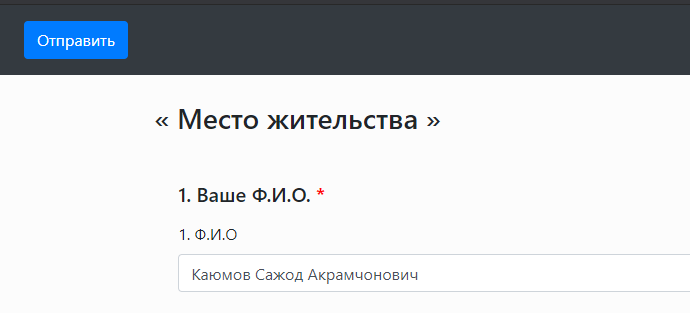 Отправить
« Место жительства »
1. Ваше Ф.И.О. *
1. Ф.И.О
Каюмов Сажод Акрамчонович